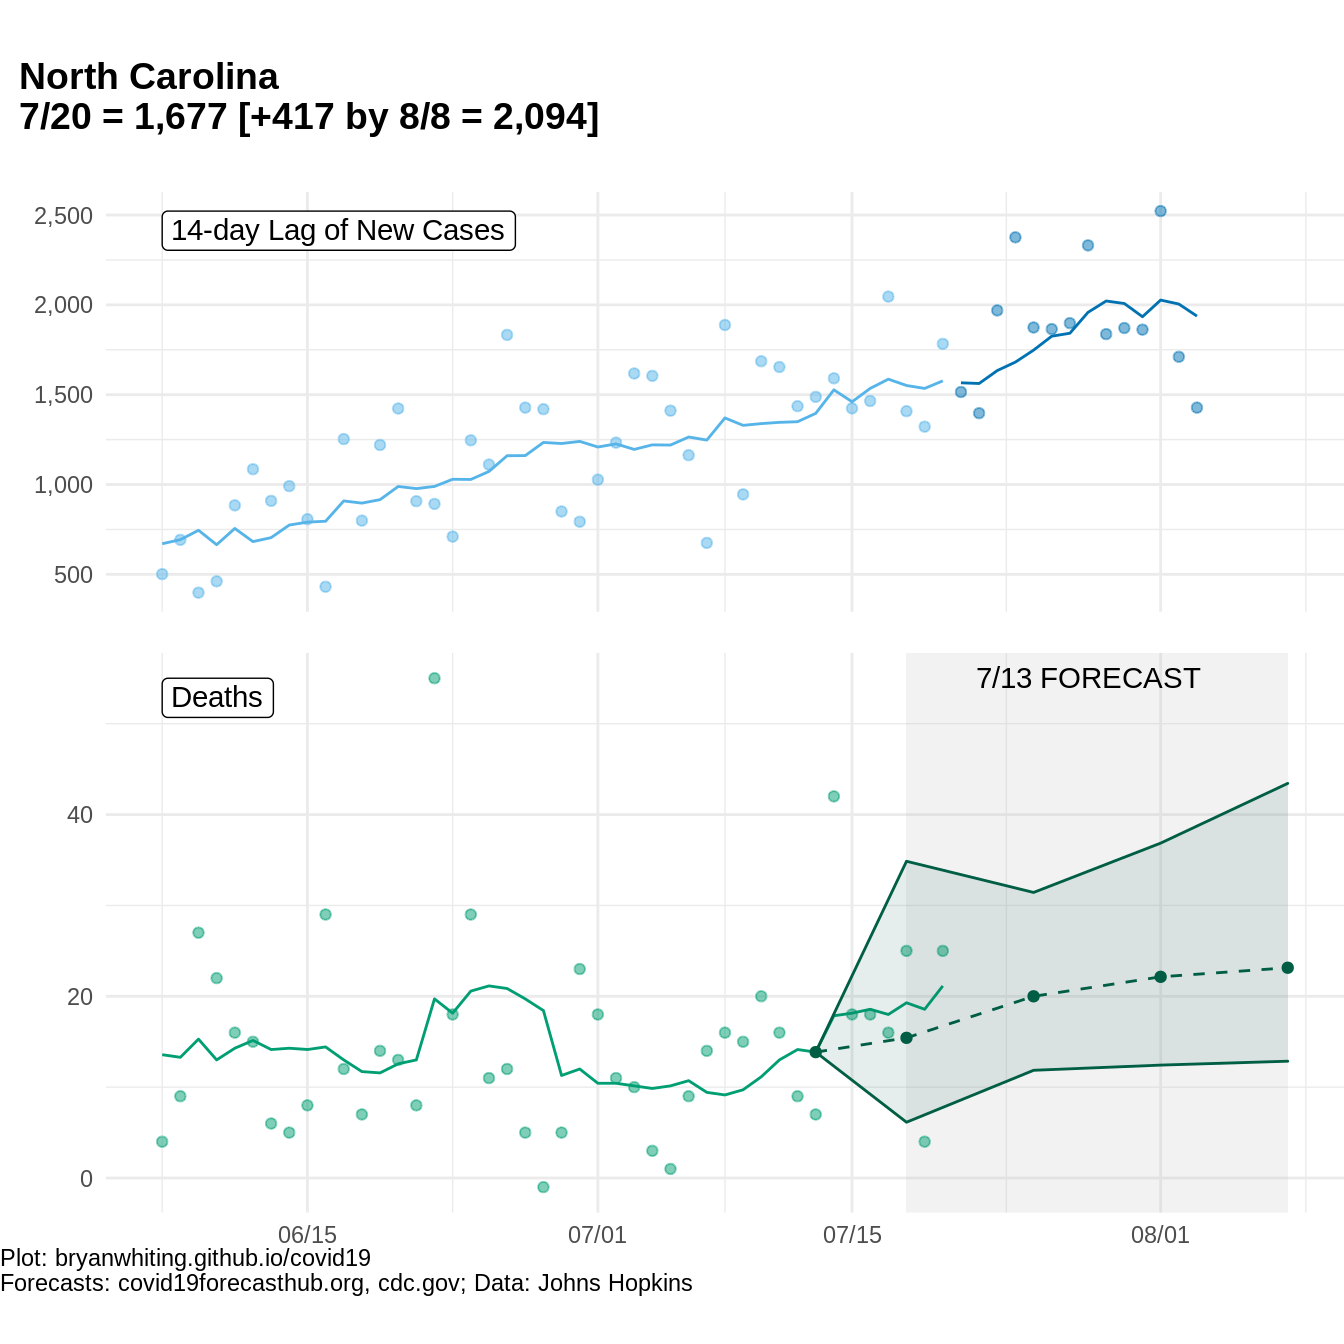 North Carolina
7/20 = 1,677 [+417 by 8/8 = 2,094]
14-day Lag of New Cases
2,500
2,000
1,500
1,000
500
Deaths
7/13 FORECAST
40
20
0
06/15 07/01 07/15 08/01
Plot: bryanwhiting.github.io/covid19
Forecasts: covid19forecasthub.org, cdc.gov; Data: Johns Hopkins